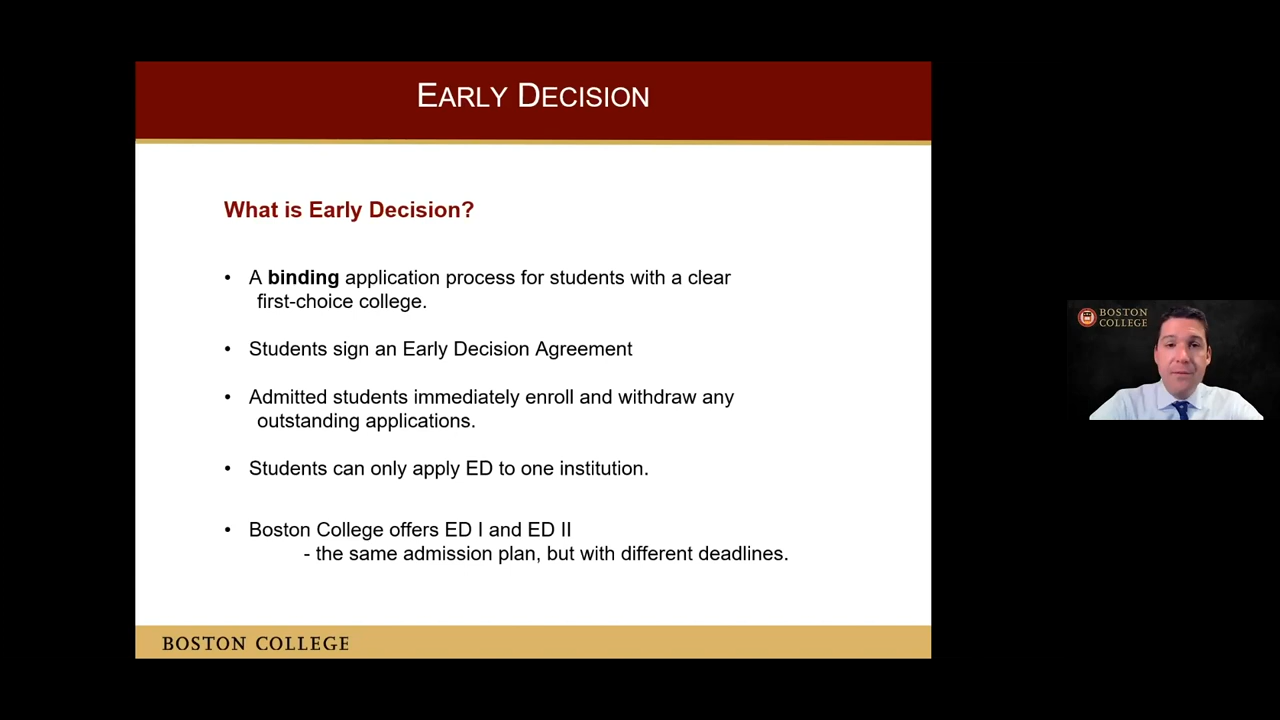 EARLY DECISION
What is Early Decision?
• A binding application process for students with a clear
first-choice college.
• Students sign an Early Decision Agreement
• Admitted students immediately enroll and withdraw any
outstanding applications.
• Students can only apply ED to one institution.
• Boston College offers ED I and ED II
- the same admission plan, but with different deadlines.
BOSTON COLLEGE
BOSTON
COLLEGE